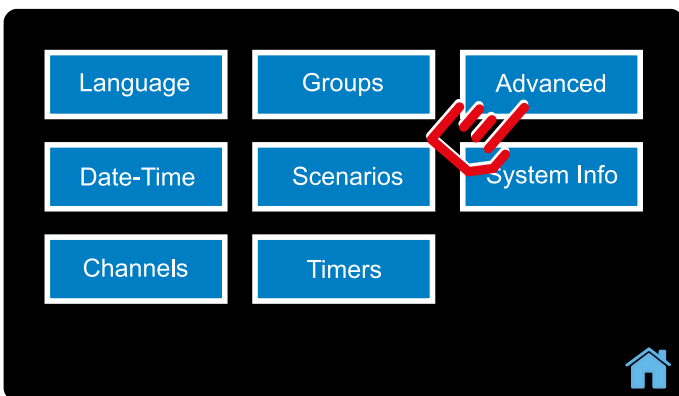 Language
Groups
Advanced
Date-Time
Scenarios
System Info
Channels
Timers